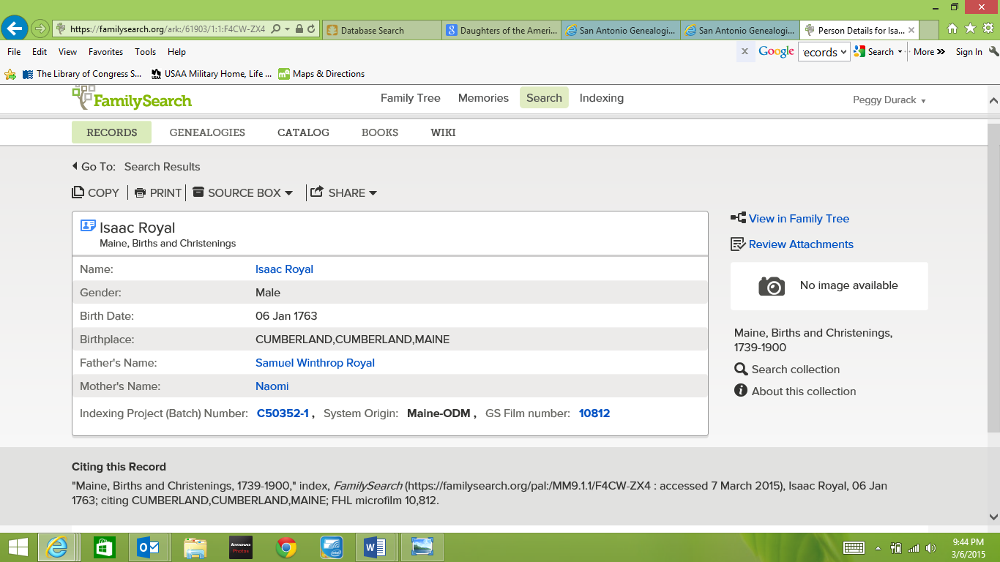 https://familysearch.org/ark:/61903/1:1:F4CW-ZX4
Database Search
Daughters of the Ameri...
San Antonio Genealogi...
San Antonio Genealogi...
Person Details for Isa...
File Edit View Favorites Tools Help
x Google ecords Search More » Sign In
The Library of Congress S...
USAA Military Home, Life ...
Maps & Directions
FamilySearch
Family Tree Memories Search Indexing
Peggy Durack
RECORDS GENEALOGIES CATALOG BOOKS WIKI
Go To: Search Results
COPY PRINT SOURCE BOX SHARE
Isaac Royal
Maine, Births and Christenings
Name: Isaac Royal
Gender: Male
Birth Date: 06 Jan 1763
Birthplace: CUMBERLAND,CUMBERLAND,MAINE
Father's Name: Samuel Winthrop Royal
Mother's Name: Naomi
Indexing Project (Batch) Number: C50352-1 , System Origin: Maine-ODM , GS Film number: 10812
View in Family Tree
Review Attachments
No image available
Maine, Births and Christenings,
1739-1900
Search collection
About this collection
Citing this Record
"Maine, Births and Christenings, 1739-1900," index, FamilySearch (https://familysearch.org/pal:/MM9.1.1/F4CW-ZX4 : accessed 7 March 2015), Isaac Royal, 06 Jan
1763; citing CUMBERLAND,CUMBERLAND,MAINE; FHL microfilm 10,812.
lenovo
Photos
9:44 PM
3/6/2015